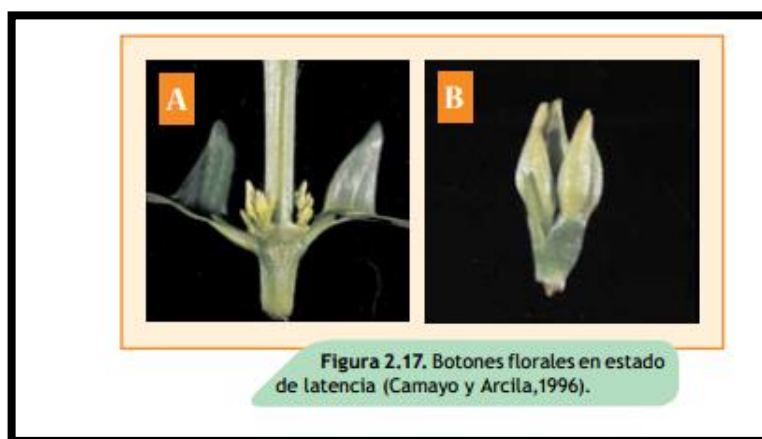 A
B
Figura 2.17. Botones florales en estado
de latencia (Camayo y Arcila,1996).